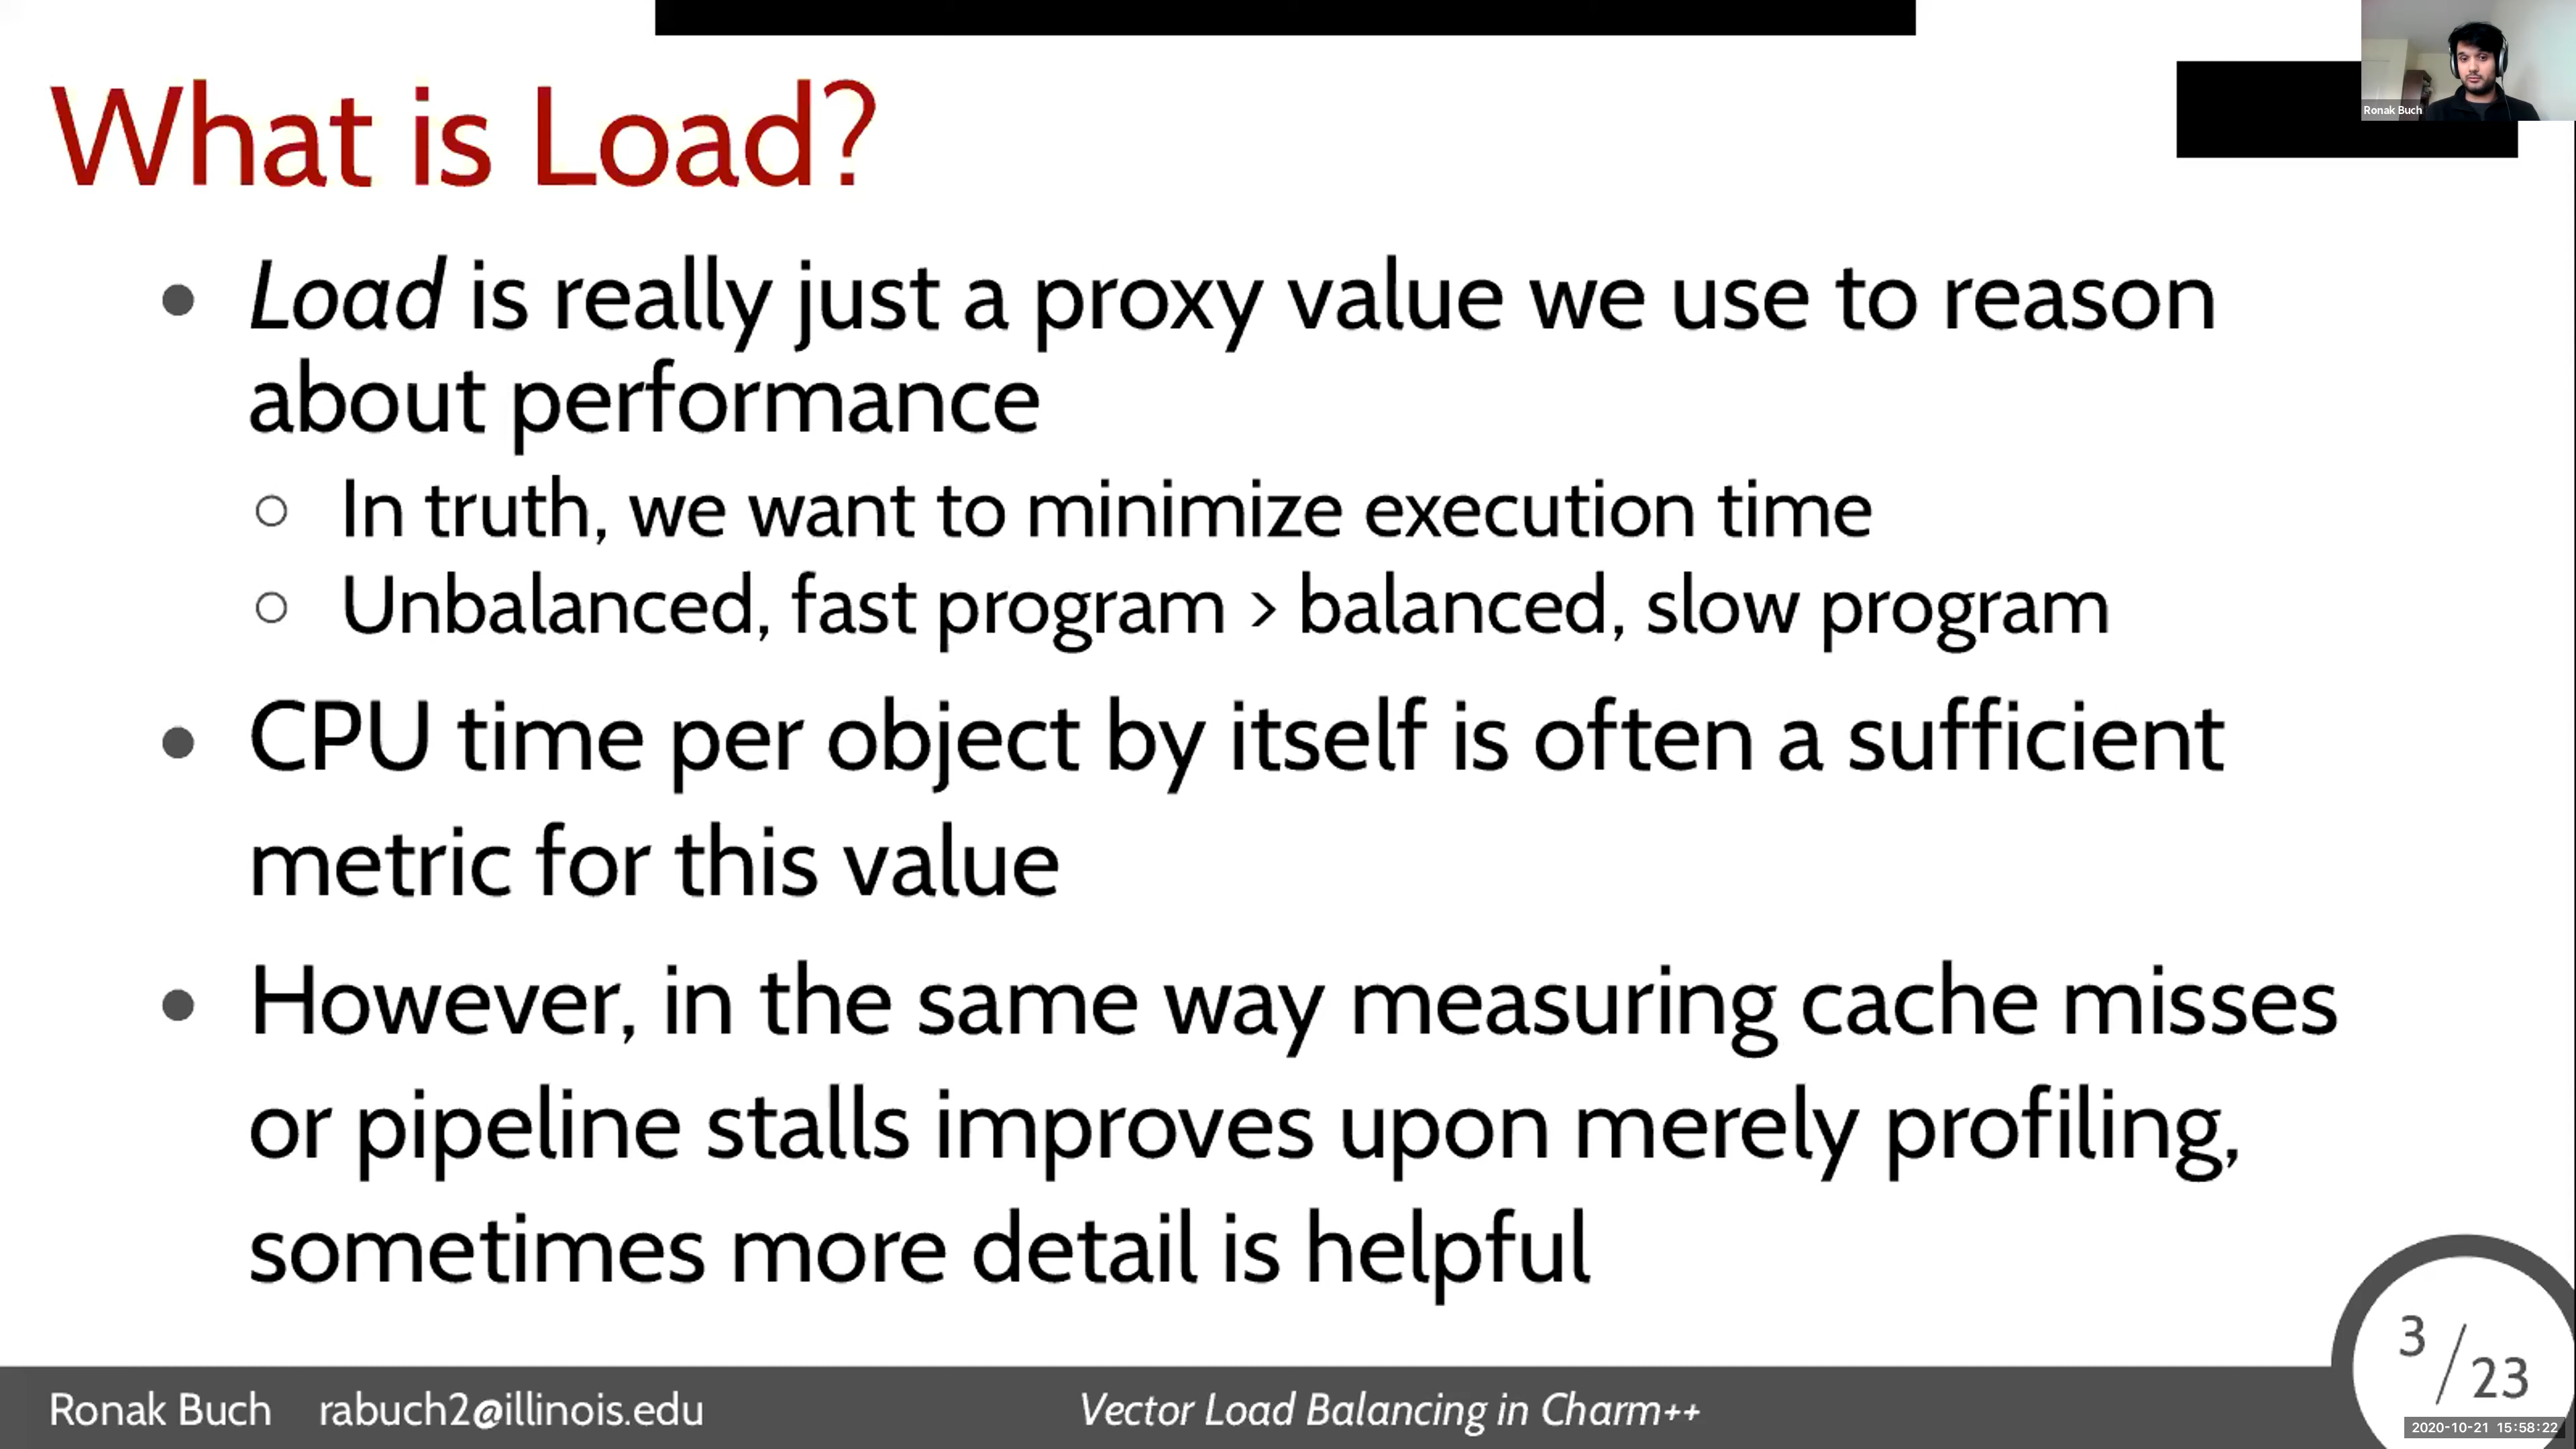 What is Load?
Ronak Buch
● Load is really just a proxy value we use to reason
about performance
○ In truth, we want to minimize execution time
○ Unbalanced, fast program > balanced, slow program
● CPU time per object by itself is often a sufficient
metric for this value
● However, in the same way measuring cache misses
or pipeline stalls improves upon merely profiling,
sometimes more detail is helpful
Ronak Buch rabuch2@illinois.edu Vector Load Balancing in Charm++
3/23
2020-10-21 15:58:22